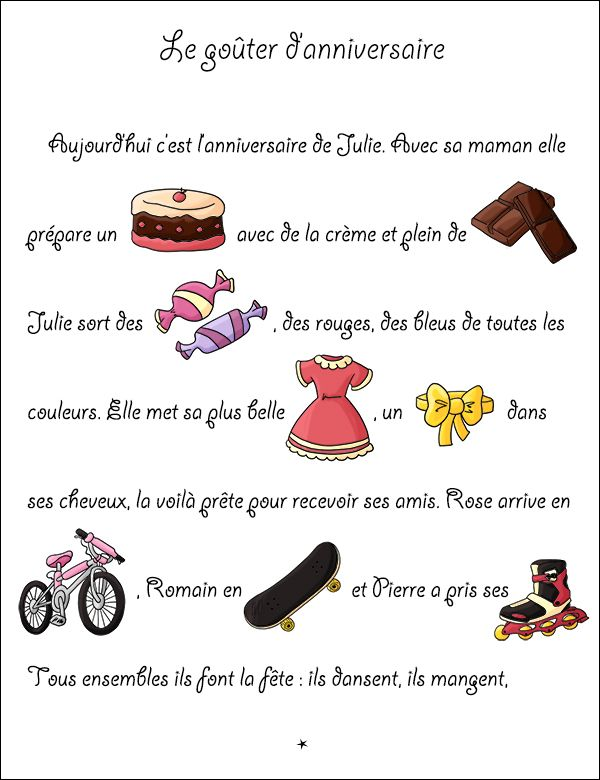 Le goûter d'anniversaire
Aujourd'hui c'est l'anniversaire de Julie. Avec sa maman elle
prépare un avec de la crème et plein de
Julie sort des , des rouges, des bleus de toutes les
couleurs. Elle met sa plus belle , un dans
ses cheveux, la voilà prête pour recevoir ses amis. Rose arrive en
, Romain en et Pierre a pris ses
Tous ensembles ils font la fête : ils dansent, ils mangent,